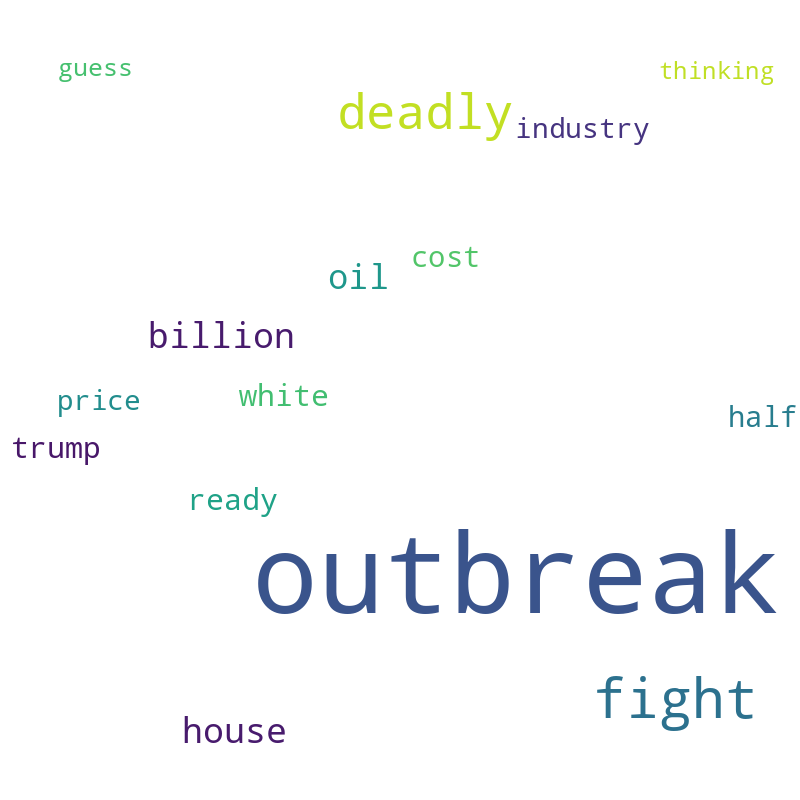 guess
thinking
deadly
industry
cost
oil
billion
white
price
half
trump
ready
outbreak
fight
house